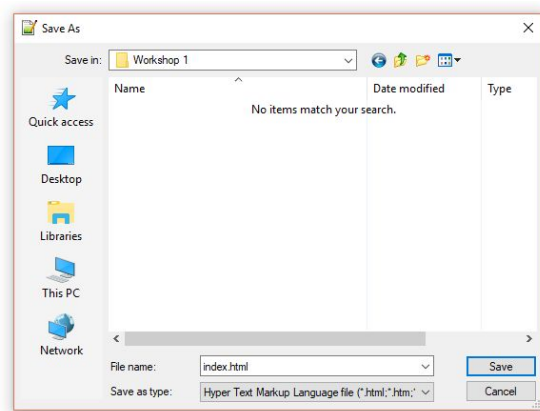 Save As
Save in:
Workshop 1
Name
Date modified
Type
No items match your search.
Quick access
Desktop
Libraries
This PC
Network
File name:
index.html
Save
Save as type:
Hyper Text Markup Language file (*.html;*.htm;*
Cancel